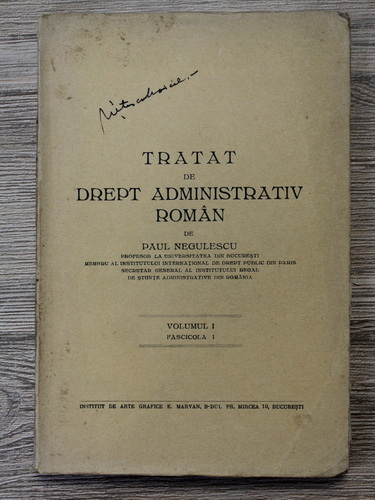 TRATAT
DE
DREPT ADMINISTRATIV
ROMÂN
DE
PAUL NEGULESCU
PROFESOR LA UNIVERSITATEA DIN BUCUREȘTI
MEMBRU AL INSTITUTULUI INTERNAȚIONAL DE DREPT PUBLIC DIN PARIS
SECRETAR GENERAL AL INSTITUTULUI REGAL
DE ȘTIINȚE ADMINISTRATIVE DIN ROMÂNIA
VOLUMUL I
FASCICOLA I
INSTITUT DE ARTE GRAFICE E. MARVAN, B-DUL PR. MIRCEA 10, BUCUREȘTI